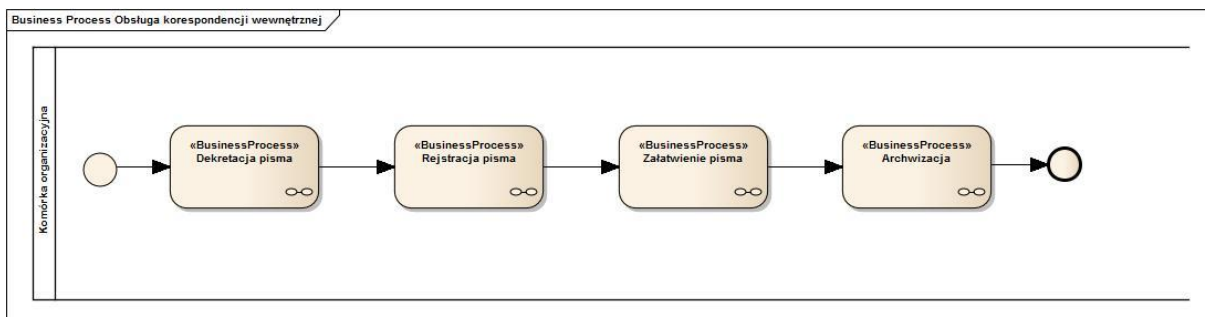 Business Process Obsługa korespondencji wewnętrznej
Komórka organizacyjna
«BusinessProcess»
Dekretacja pisma
«BusinessProcess»
Rejstracja pisma
«BusinessProcess»
Załatwienie pisma
«BusinessProcess»
Archwizacja